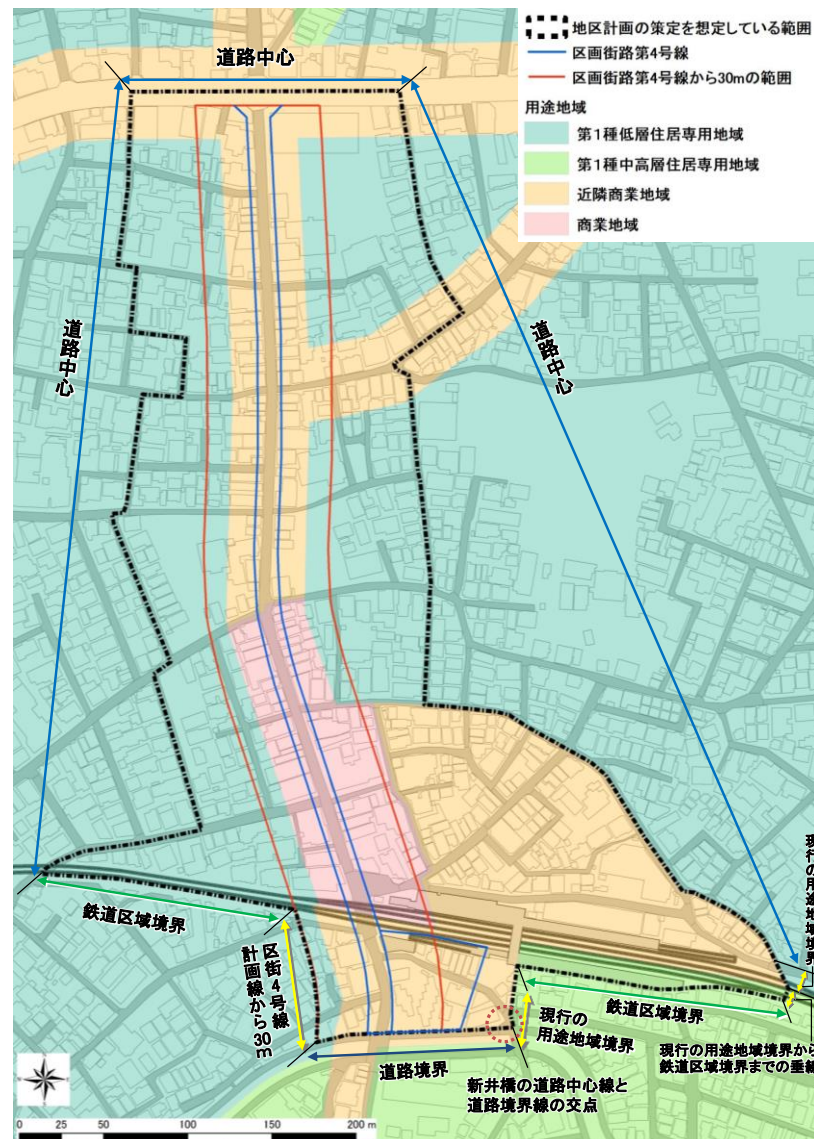 地区計画の策定を想定している範囲
区画街路第4号線
区画街路第4号線から30mの範囲
用途地域
第1種低層住居専用地域
第1種中高層住居専用地域
近隣商業地域
商業地域
道路中心
道路中心
道路中心
鉄道区域境界
区街4号線
計画線から30m
道路境界
現行の
用途地域境界
鉄道区域境界
現行の用途地域境界
新井橋の道路中心線と
道路境界線の交点
現行の用途地域境界から
鉄道区域境界までの垂線
0 25 50 100 150 200 m